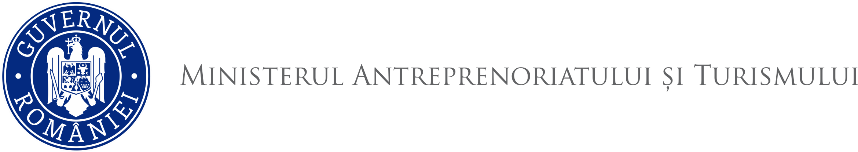 GUVERNUL ROMÂNIEI
Ministerul Antreprenoriatului și Turismului